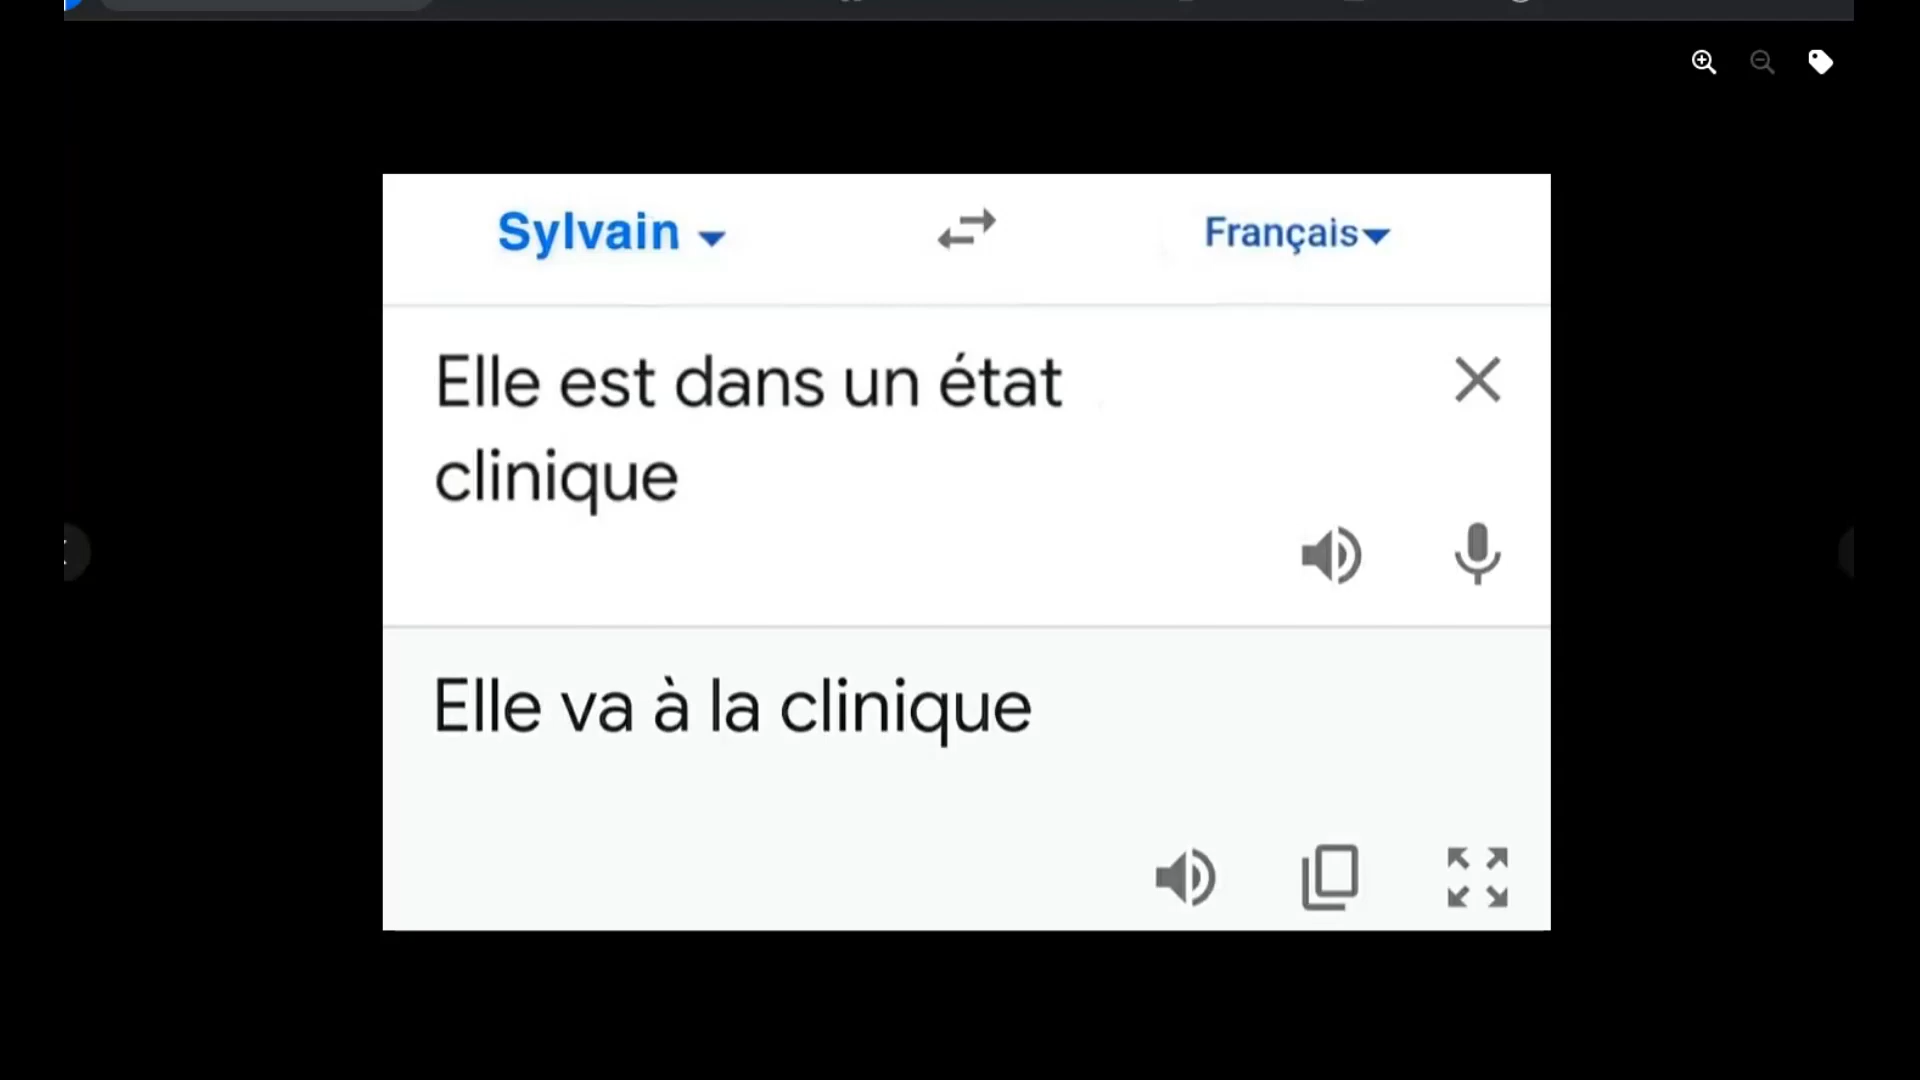 Sylvain
Français
Elle est dans un état
clinique
Elle va à la clinique